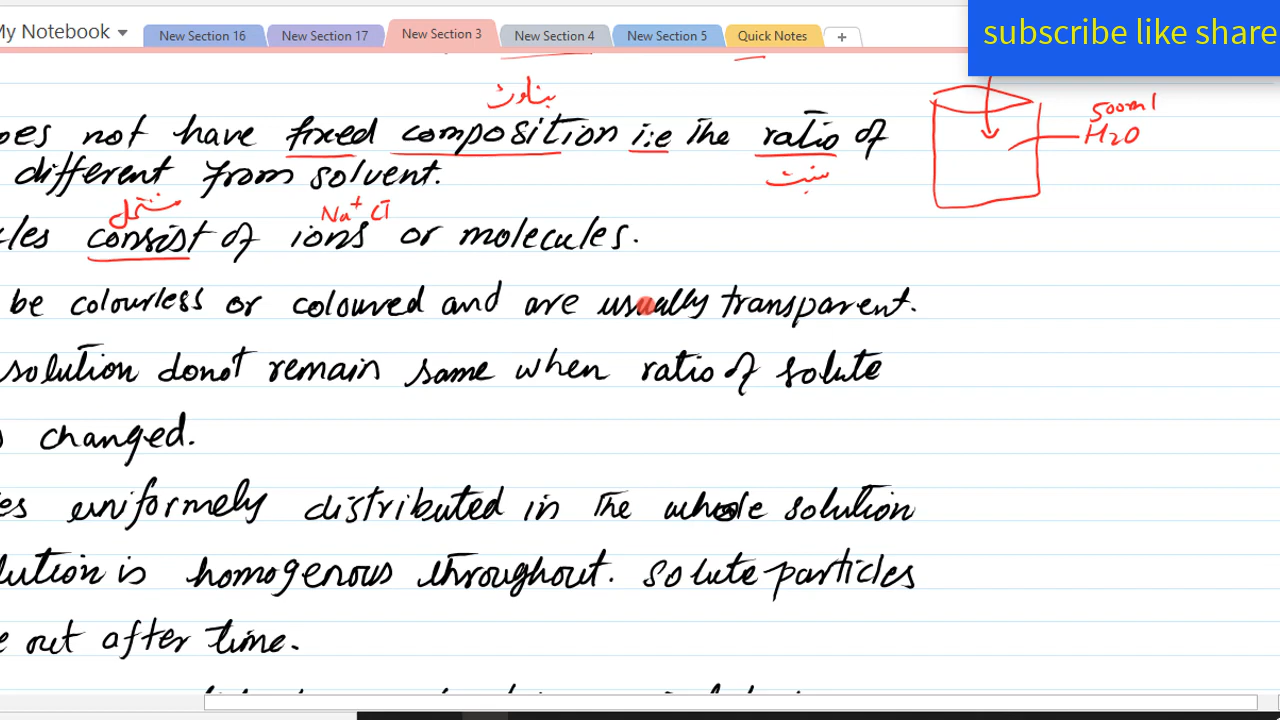 My Notebook
New Section 16
New Section 17
New Section 3
New Section 4
New Section 5
Quick Notes
+
subscribe like share
بناوٹ
oes not have fixed composition i:e The ratio of
500ml
H2O
different from solvent.
نسبت
مشتمل
Na+ Cl-
les consist of ions or molecules.
be colourless or coloured and are usually transparent.
solution donot remain same when ratio of solute
s changed.
es uniformely distributed in The whole solution
lution is homogenous throughout. Solute particles
e out after time.